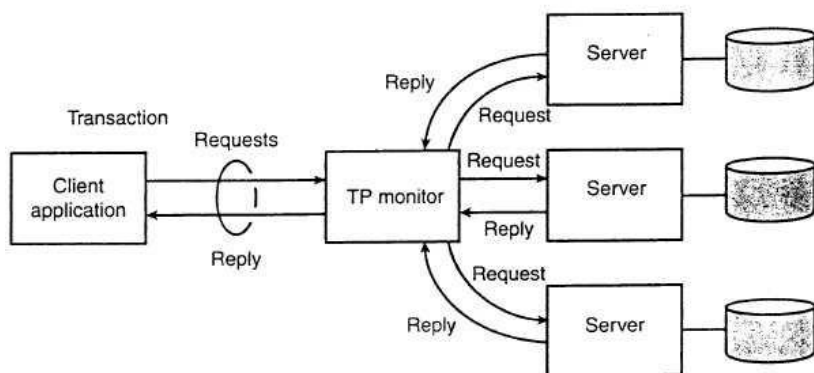 Server
Reply
Request
Transaction
Requests
Client
application
TP monitor
Request
Server
Reply
Reply
Request
Reply
Server